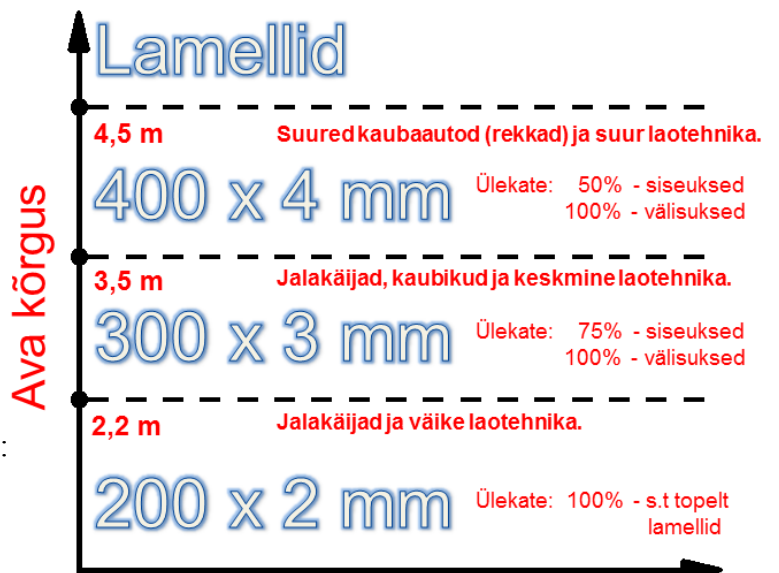 Lamellid
4,5 m Suured kaubaautod (rekkad) ja suur laotehnika.
400 x 4 mm Ülekate: 50% - siseuksed
100% - välisuksed
3,5 m Jalakäijad, kaubikud ja keskmine laotehnika.
300 x 3 mm Ülekate: 75% - siseuksed
100% - välisuksed
2,2 m Jalakäijad ja väike laotehnika.
200 x 2 mm Ülekate: 100% - s.t topelt
lamellid
Ava kõrgus
: